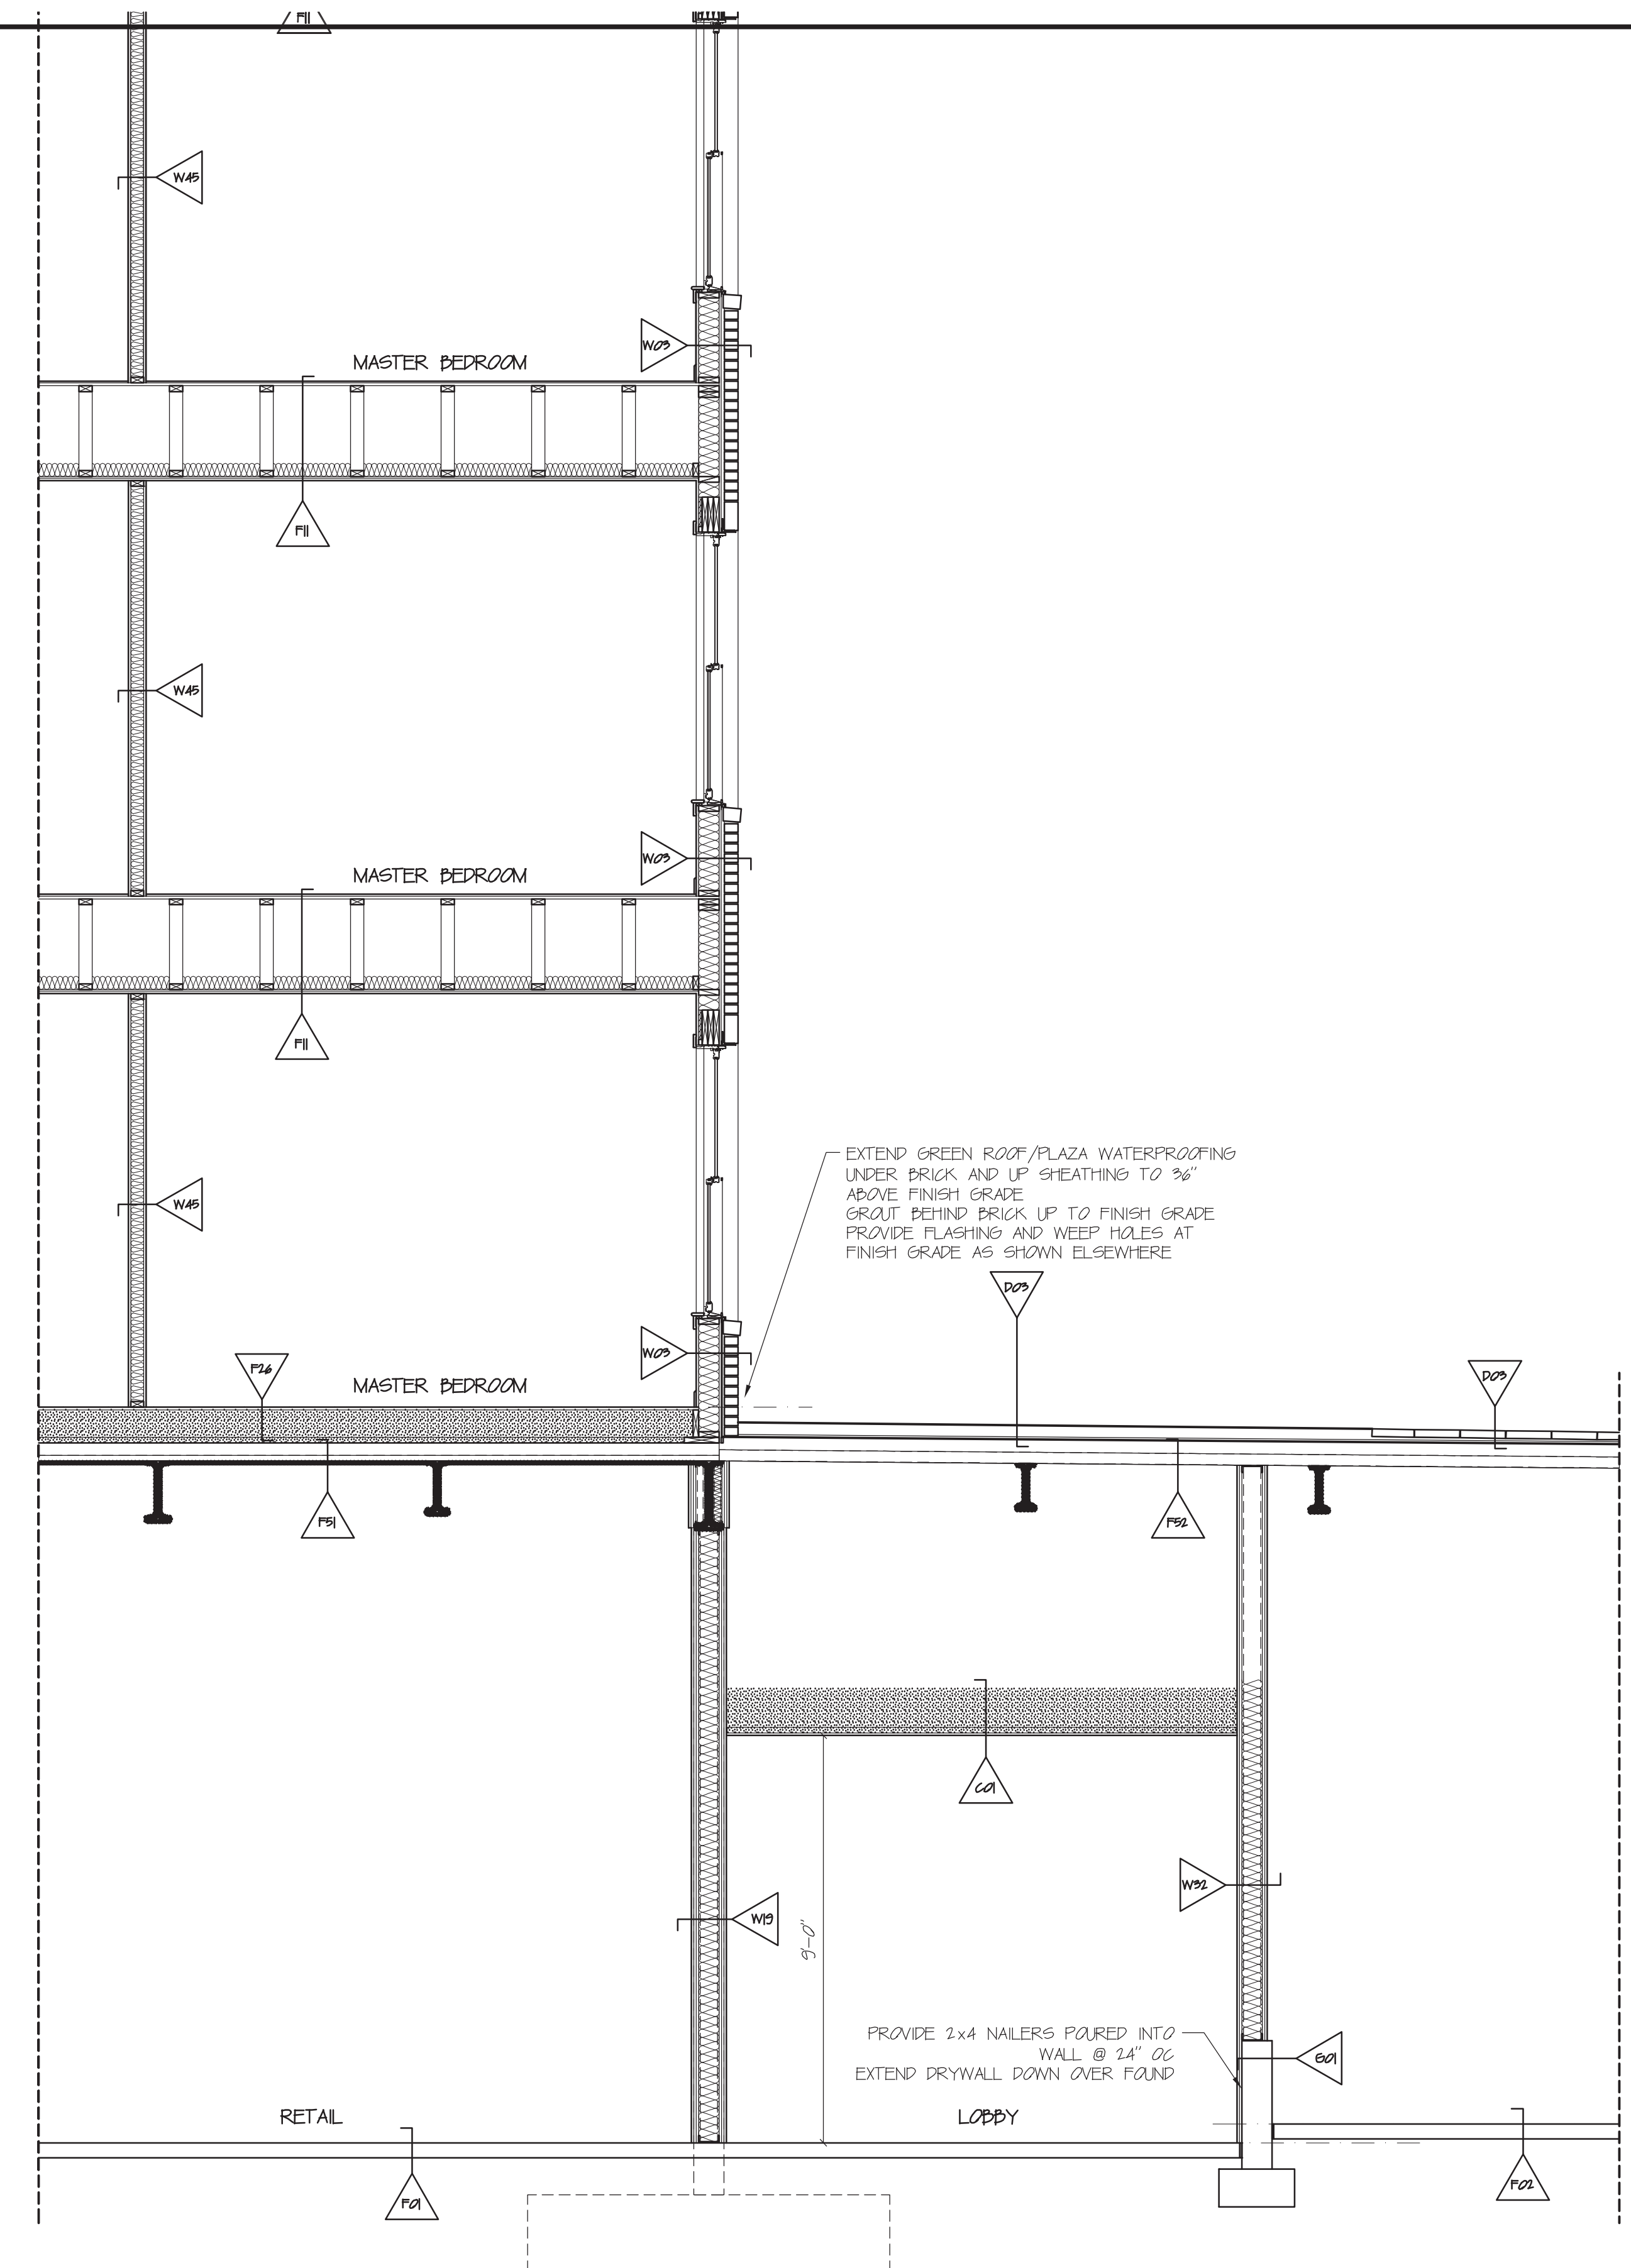 F11
W45
W03
MASTER BEDROOM
F11
W45
W03
MASTER BEDROOM
F11
EXTEND GREEN ROOF/PLAZA WATERPROOFING
UNDER BRICK AND UP SHEATHING TO 36"
ABOVE FINISH GRADE
GROUT BEHIND BRICK UP TO FINISH GRADE
PROVIDE FLASHING AND WEEP HOLES AT
FINISH GRADE AS SHOWN ELSEWHERE
W45
D03
W03
F26
D03
MASTER BEDROOM
F51
F52
C01
W32
W19
9'-0"
PROVIDE 2x4 NAILERS POURED INTO
WALL @ 24" OC
EXTEND DRYWALL DOWN OVER FOUND
G01
RETAIL
LOBBY
F02
F01